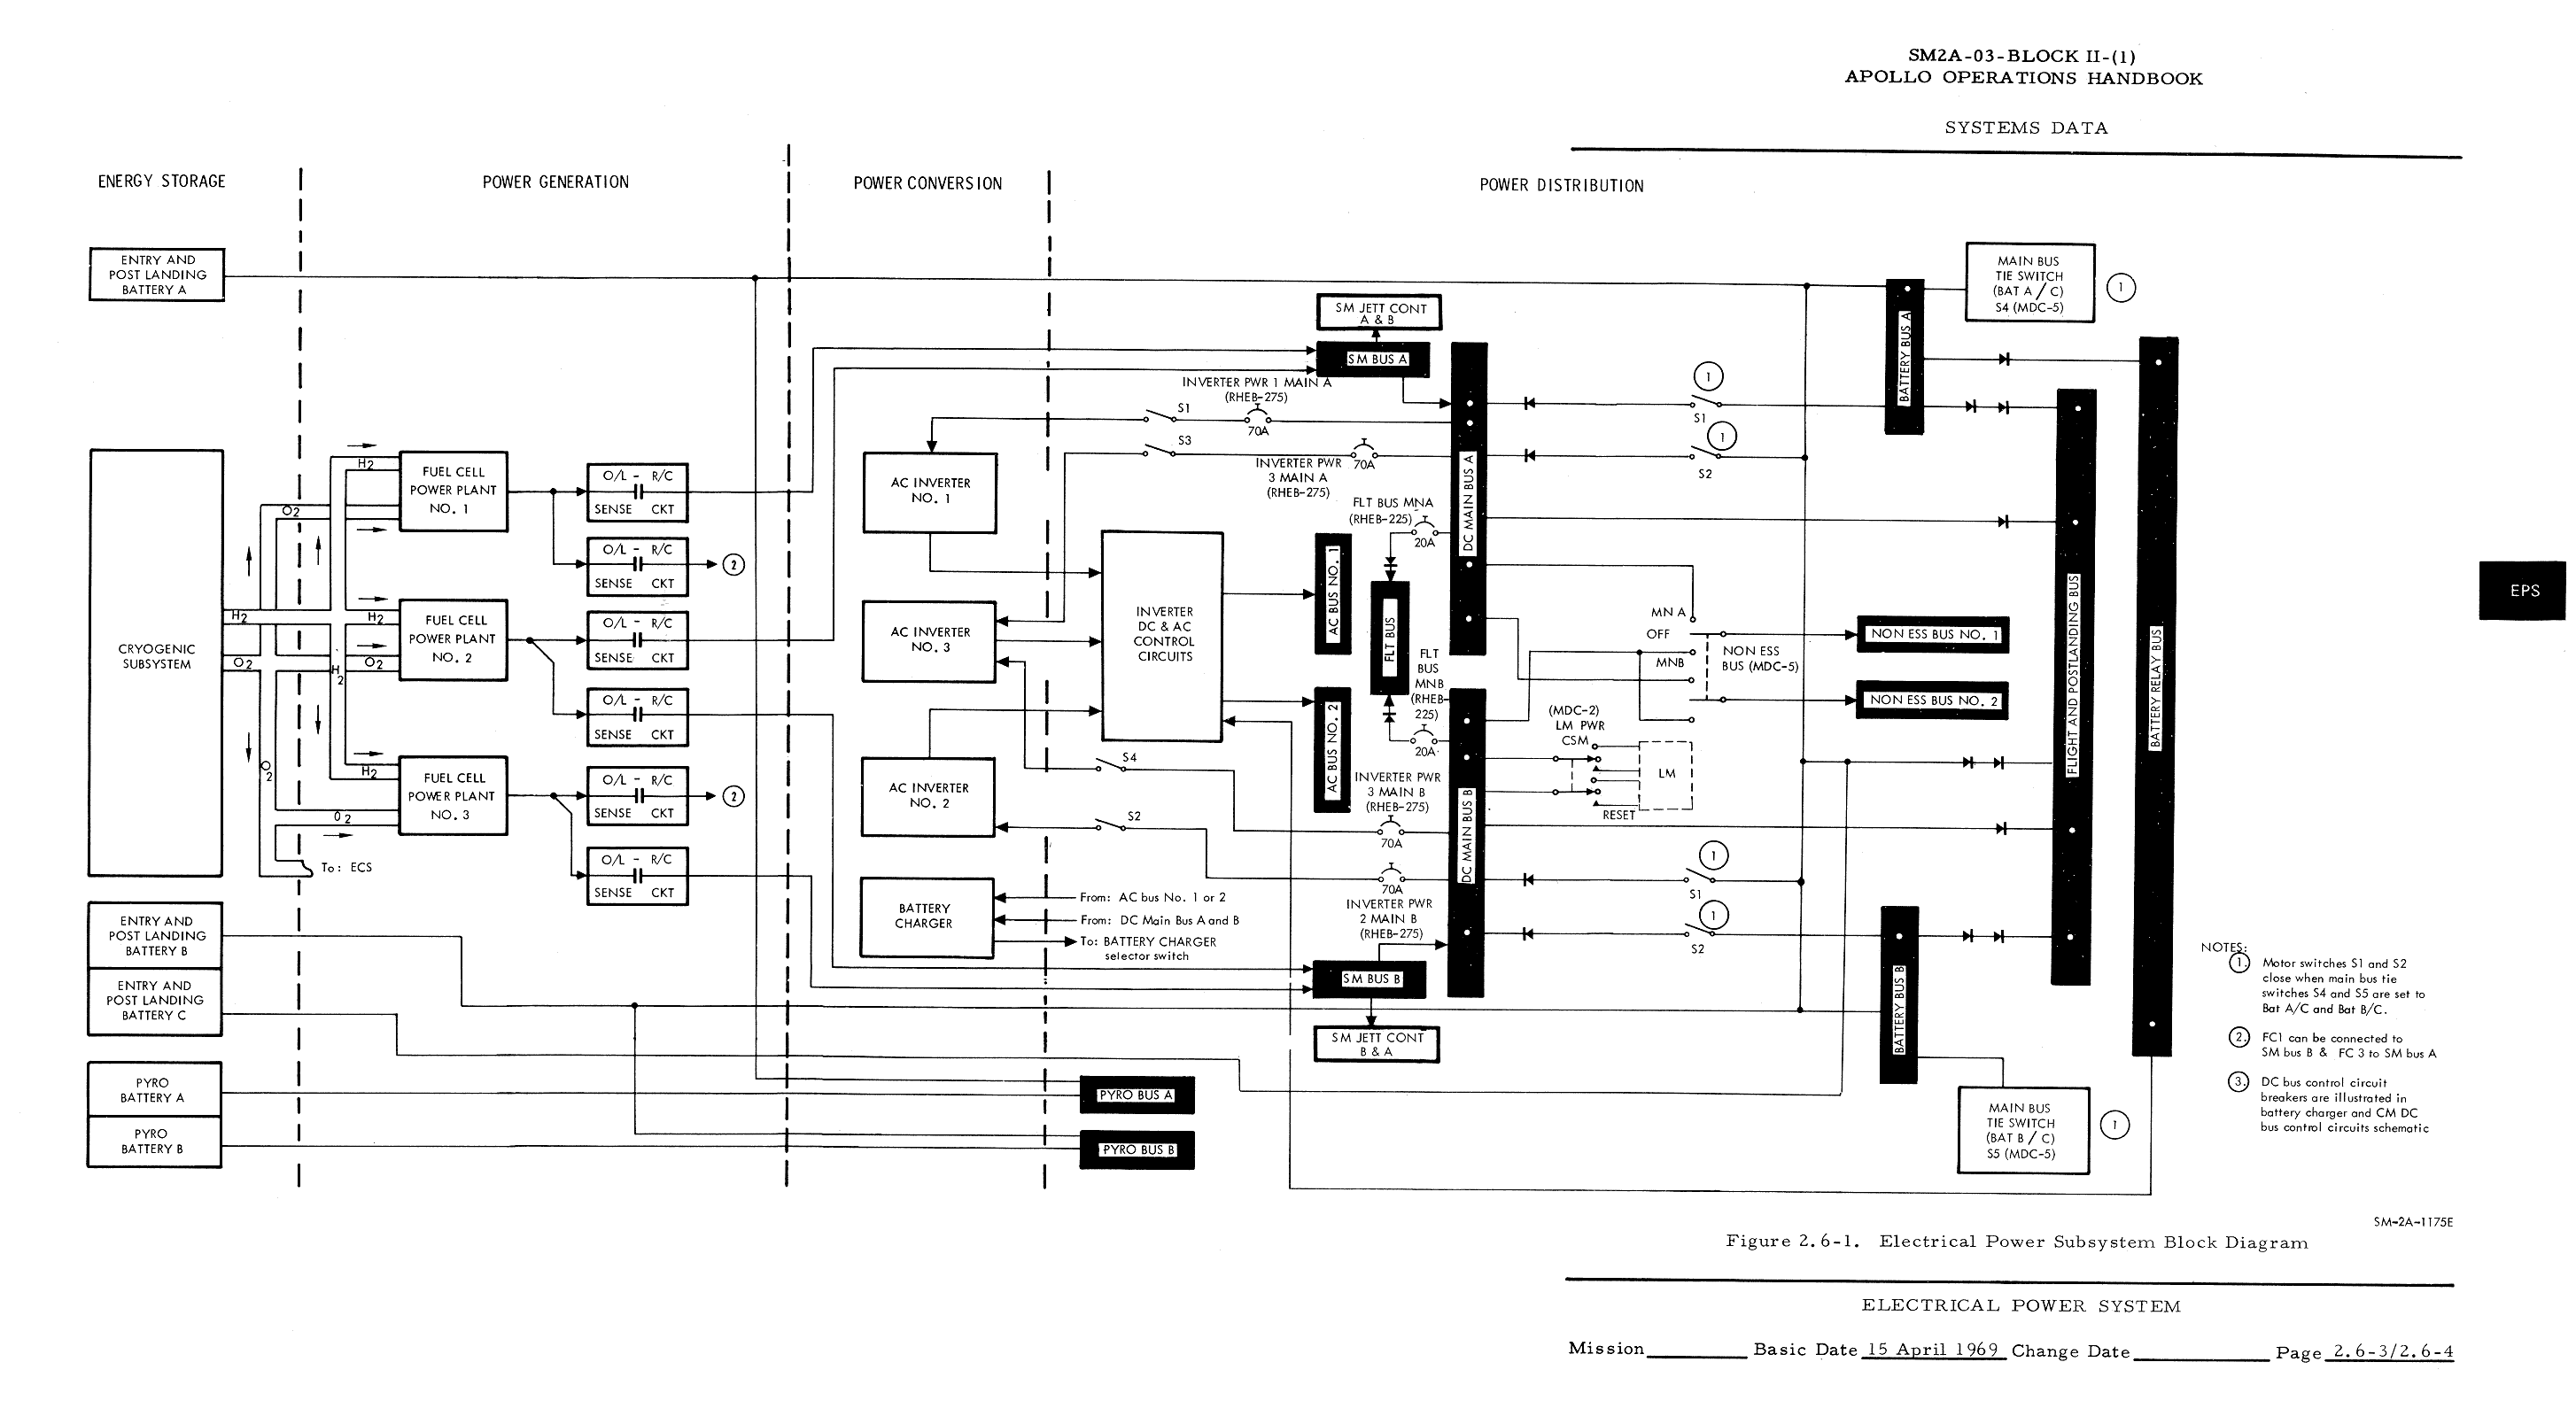 SM2A-03-BLOCK II-(1)
APOLLO OPERATIONS HANDBOOK
SYSTEMS DATA
ENERGY STORAGE
POWER GENERATION
POWER CONVERSION
POWER DISTRIBUTION
ENTRY AND
POST LANDING
BATTERY A
CRYOGENIC
SUBSYSTEM
ENTRY AND
POST LANDING
BATTERY B
ENTRY AND
POST LANDING
BATTERY C
PYRO
BATTERY A
PYRO
BATTERY B
H2
O2
H2
O2
H2
O2
H2
O2
H2
O2
To: ECS
FUEL CELL
POWER PLANT
NO. 1
FUEL CELL
POWER PLANT
NO. 2
FUEL CELL
POWER PLANT
NO. 3
O/L - R/C
SENSE CKT
O/L - R/C
SENSE CKT
2
O/L - R/C
SENSE CKT
O/L - R/C
SENSE CKT
O/L - R/C
SENSE CKT
2
O/L - R/C
SENSE CKT
AC INVERTER
NO. 1
AC INVERTER
NO. 3
AC INVERTER
NO. 2
BATTERY
CHARGER
From: AC bus No. 1 or 2
From: DC Main Bus A and B
To: BATTERY CHARGER
selector switch
INVERTER
DC & AC
CONTROL
CIRCUITS
PYRO BUS A
PYRO BUS B
SM JETT CONT
A & B
SM BUS A
INVERTER PWR 1 MAIN A
(RHEB-275)
S1
70A
S3
70A
INVERTER PWR
3 MAIN A
(RHEB-275)
FLT BUS MNA
(RHEB-225)
20A
AC BUS NO. 1
FLT BUS
DC MAIN BUS A
FLT
BUS
MNB
(RHEB-
225)
20A
AC BUS NO. 2
S4
S2
INVERTER PWR
3 MAIN B
(RHEB-275)
70A
70A
INVERTER PWR
2 MAIN B
(RHEB-275)
DC MAIN BUS B
SM BUS B
SM JETT CONT
B & A
1
S1
1
S2
MN A
OFF
MNB
NON ESS
BUS (MDC-5)
(MDC-2)
LM PWR
CSM
LM
RESET
1
S1
1
S2
NON ESS BUS NO. 1
NON ESS BUS NO. 2
BATTERY BUS A
MAIN BUS
TIE SWITCH
(BAT A / C)
S4 (MDC-5)
1
FLIGHT AND POSTLANDING BUS
BATTERY RELAY BUS
BATTERY BUS B
MAIN BUS
TIE SWITCH
(BAT B / C)
S5 (MDC-5)
1
EPS
NOTES:
1. Motor switches S1 and S2
close when main bus tie
switches S4 and S5 are set to
Bat A/C and Bat B/C.
2. FC1 can be connected to
SM bus B & FC 3 to SM bus A
3. DC bus control circuit
breakers are illustrated in
battery charger and CM DC
bus control circuits schematic
SM-2A-1175E
Figure 2.6-1. Electrical Power Subsystem Block Diagram
ELECTRICAL POWER SYSTEM
Mission Basic Date 15 April 1969 Change Date Page 2.6-3/2.6-4